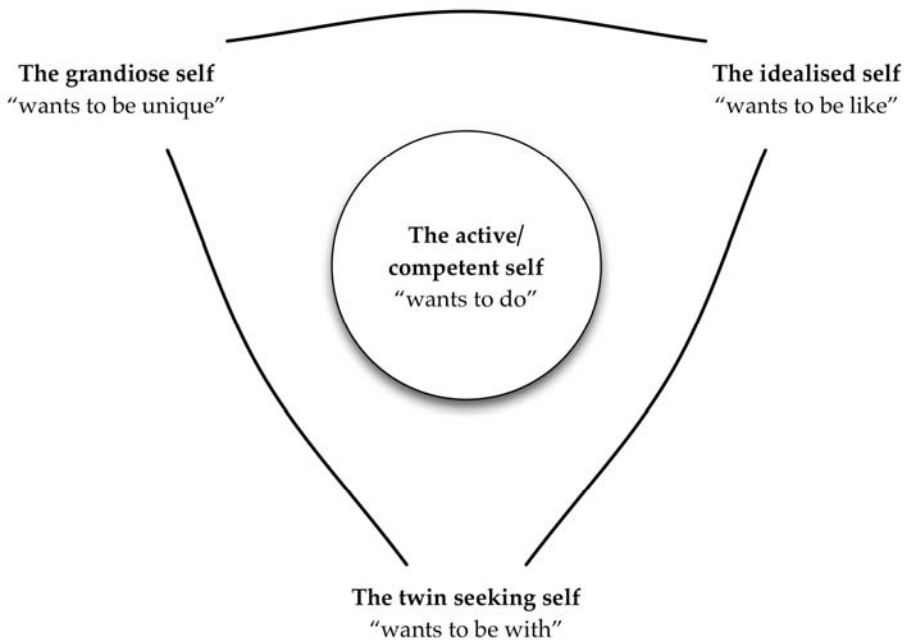 The grandiose self
“wants to be unique”
The idealised self
“wants to be like”
The active/
competent self
“wants to do”
The twin seeking self
“wants to be with”